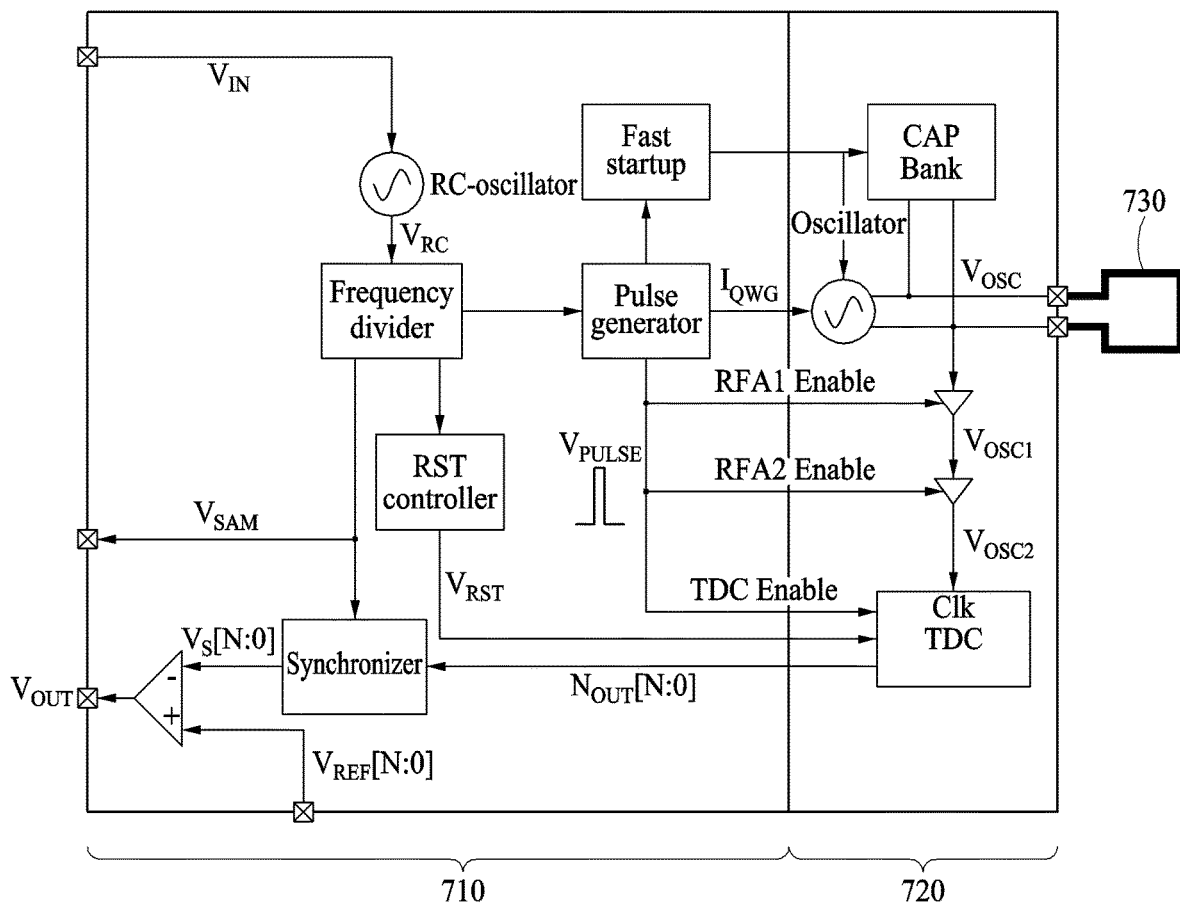 V_IN
Fast
startup
CAP
Bank
RC-oscillator
730
Oscillator
V_RC
V_OSC
Frequency
divider
Pulse
generator
I_QWG
RFA1 Enable
V_OSC1
V_PULSE
RST
controller
RFA2 Enable
V_SAM
V_OSC2
V_RST
TDC Enable
Clk
TDC
V_S[N:0]
Synchronizer
-
V_OUT
N_OUT[N:0]
+
V_REF[N:0]
710
720